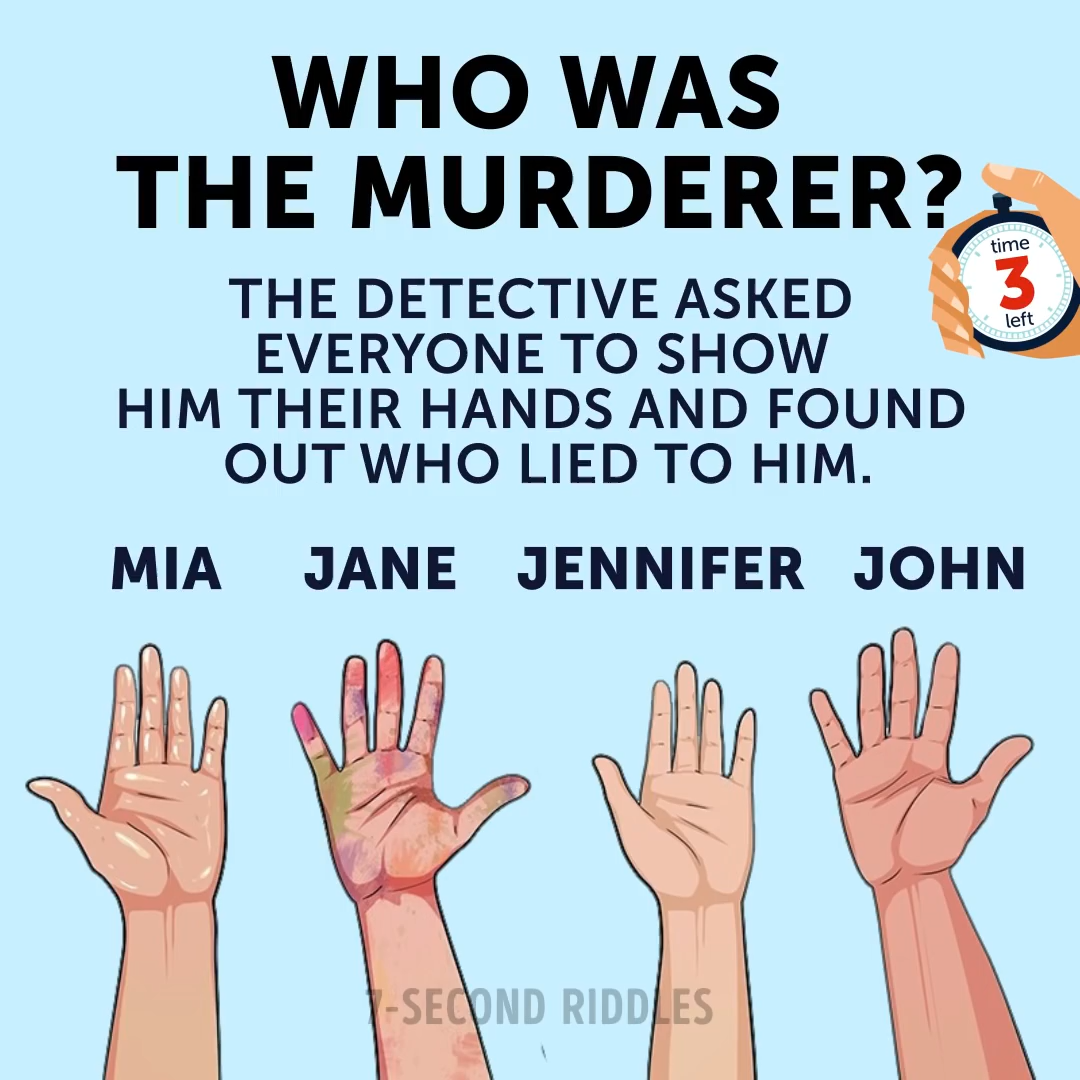 WHO WAS
THE MURDERER?
time
3
left
THE DETECTIVE ASKED
EVERYONE TO SHOW
HIM THEIR HANDS AND FOUND
OUT WHO LIED TO HIM.
MIA JANE JENNIFER JOHN
7-SECOND RIDDLES